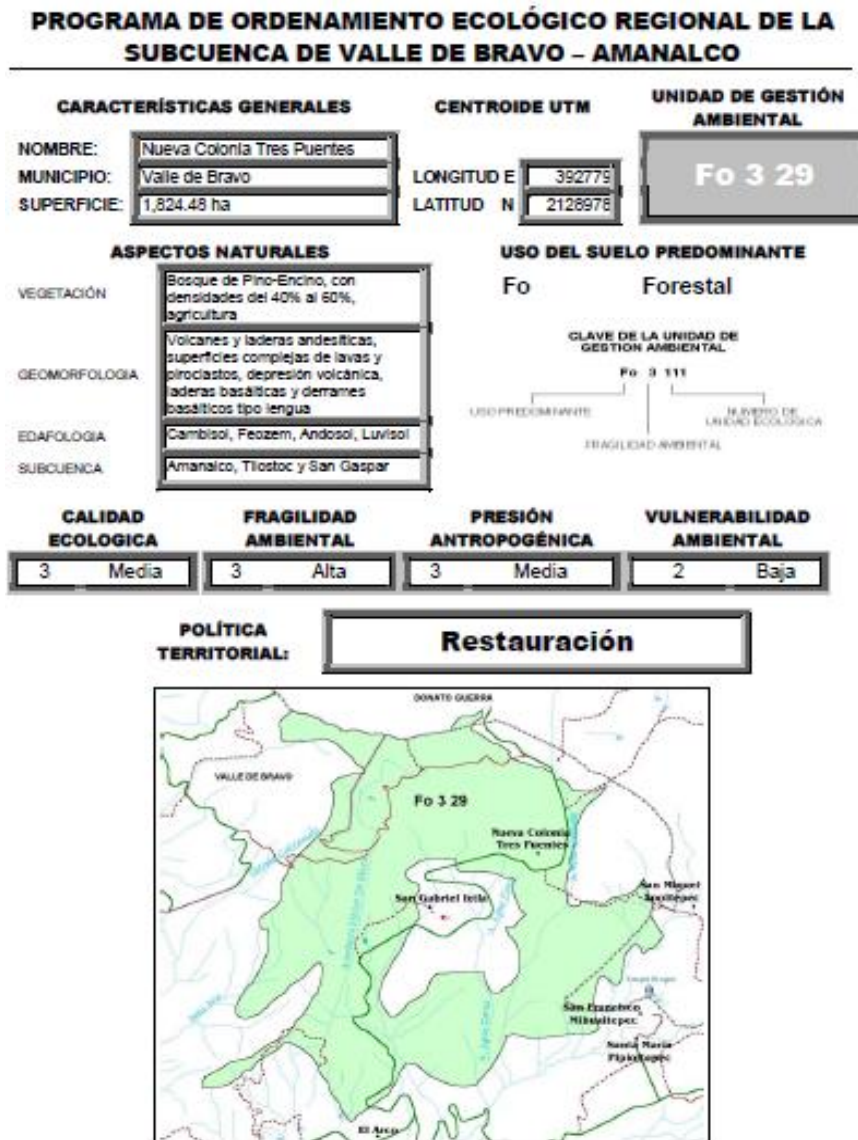 PROGRAMA DE ORDENAMIENTO ECOLÓGICO REGIONAL DE LA
SUBCUENCA DE VALLE DE BRAVO – AMANALCO
CARACTERÍSTICAS GENERALES
CENTROIDE UTM
UNIDAD DE GESTIÓN
AMBIENTAL
NOMBRE: Nueva Colonia Tres Puentes
MUNICIPIO: Valle de Bravo
SUPERFICIE: 1,824.48 ha
LONGITUD E 392779
LATITUD N 2128978
Fo 3 29
ASPECTOS NATURALES
VEGETACIÓN
Bosque de Pino-Encino, con
densidades del 40% al 60%,
agricultura
GEOMORFOLOGIA
Volcanes y laderas andesíticas,
superficies complejas de lavas y
piroclastos, depresión volcánica,
laderas basálticas y derrames
basálticos tipo lengua
EDAFOLOGIA
Cambisol, Feozem, Andosol, Luvisol
SUBCUENCA
Amanalco, Tilostoc y San Gaspar
USO DEL SUELO PREDOMINANTE
Fo Forestal
CLAVE DE LA UNIDAD DE
GESTION AMBIENTAL
Fo 3 111
USO PREDOMINANTE
NUMERO DE
UNIDAD ECOLOGICA
FRAGILIDAD AMBIENTAL
CALIDAD
ECOLOGICA
3 Media
FRAGILIDAD
AMBIENTAL
3 Alta
PRESIÓN
ANTROPOGÉNICA
3 Media
VULNERABILIDAD
AMBIENTAL
2 Baja
POLÍTICA
TERRITORIAL:
Restauración
DONATO GUERRA
VALLE DE BRAVO
Fo 3 29
Nueva Colonia
Tres Puentes
San Gabriel Ixtla
San Miguel
San Francisco
Mihualtepec
Santa María
Pipioltepec
El Arco